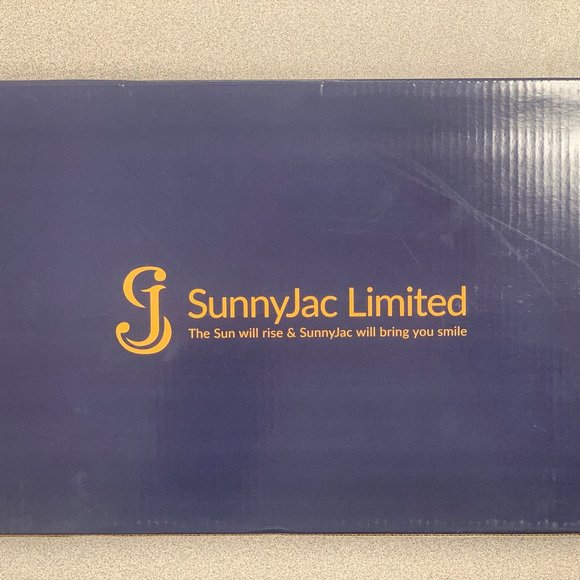 SunnyJac Limited
The Sun will rise & SunnyJac will bring you smile